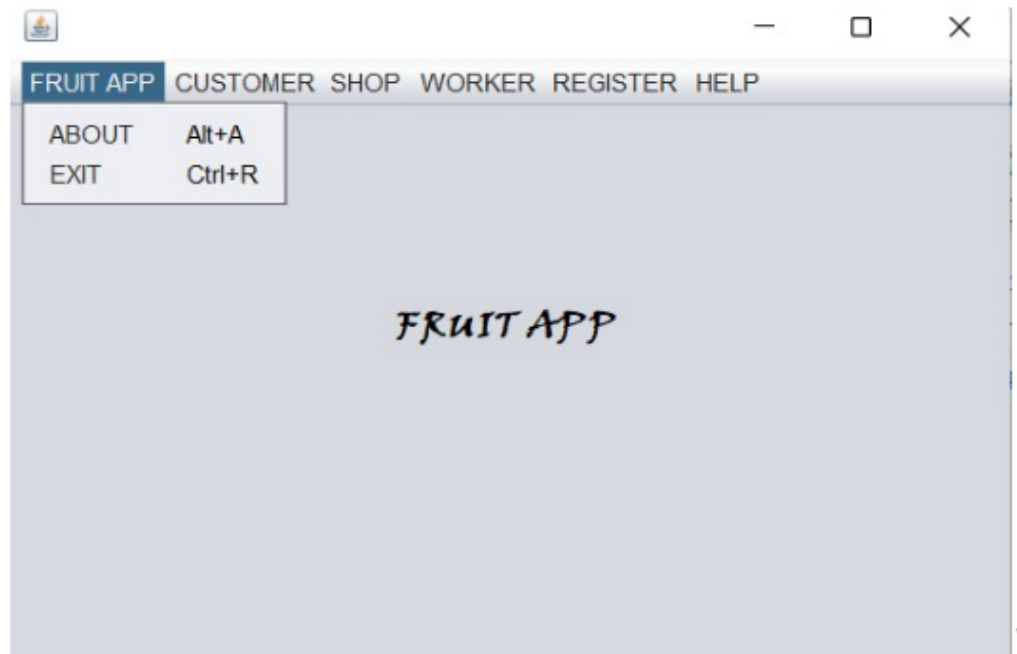 FRUIT APP CUSTOMER SHOP WORKER REGISTER HELP
ABOUT Alt+A
EXIT Ctrl+R
FRUIT APP